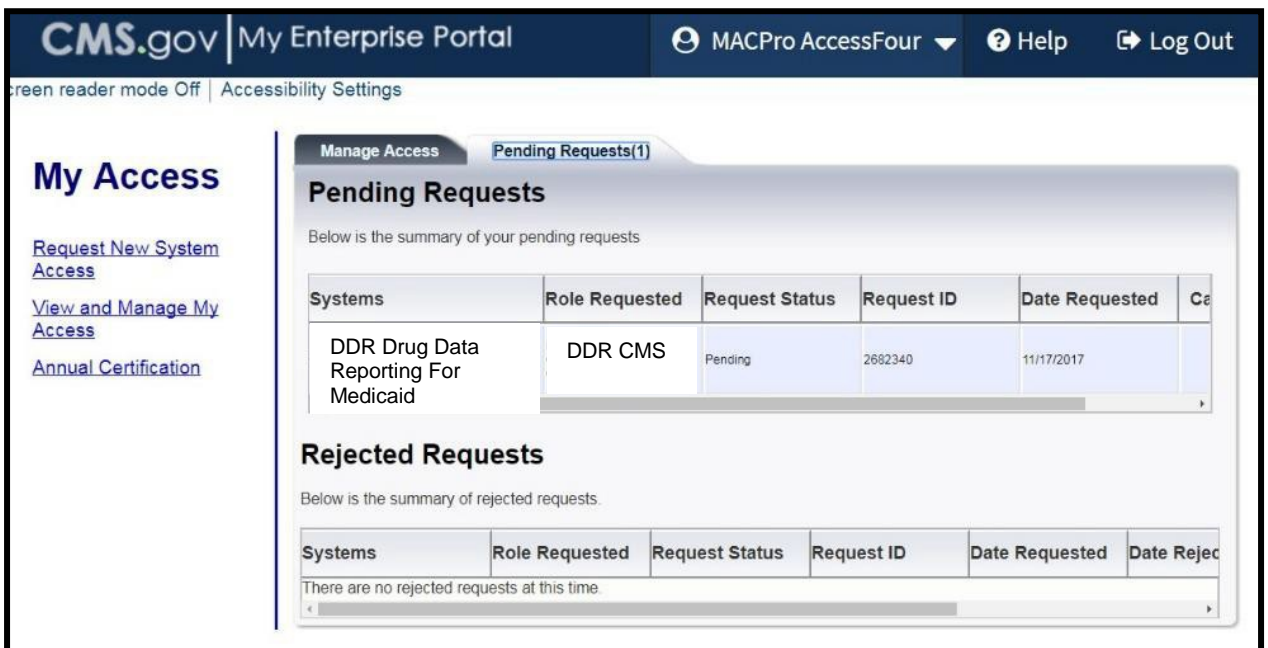 CMS.gov My Enterprise Portal MACPro AccessFour Help Log Out
creen reader mode Off | Accessibility Settings
Manage Access Pending Requests(1)
My Access
Pending Requests
Below is the summary of your pending requests
Request New System
Access
View and Manage My
Access
Annual Certification
Systems Role Requested Request Status Request ID Date Requested Ca
DDR Drug Data
Reporting For
Medicaid
DDR CMS
Pending 2682340 11/17/2017
Rejected Requests
Below is the summary of rejected requests.
Systems Role Requested Request Status Request ID Date Requested Date Rejec
There are no rejected requests at this time.